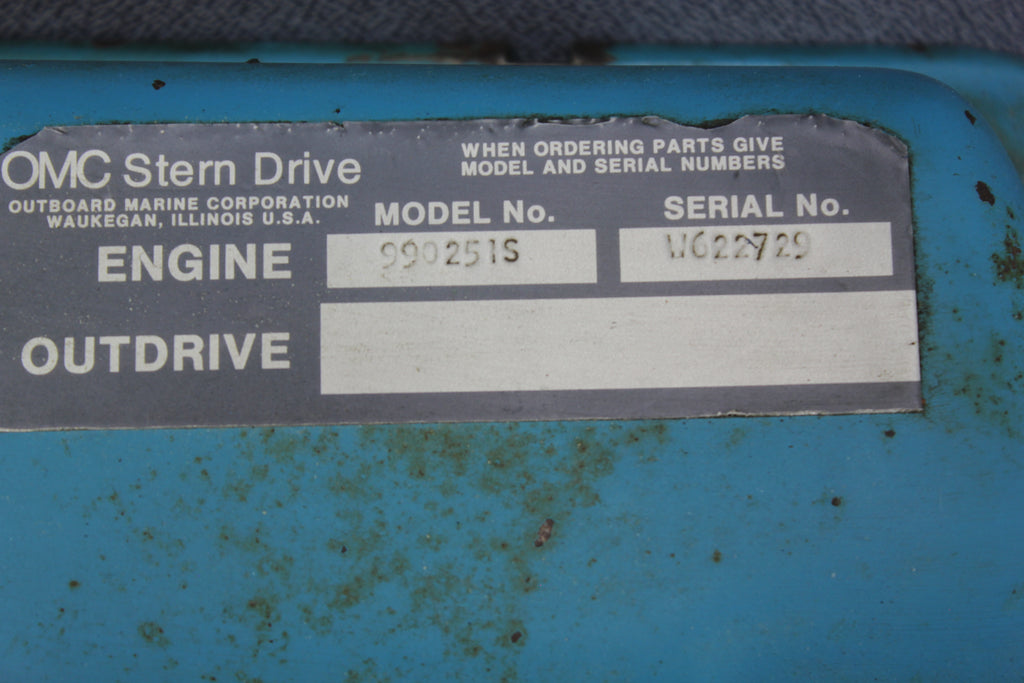 OMC Stern Drive
OUTBOARD MARINE CORPORATION
WAUKEGAN, ILLINOIS U.S.A.
WHEN ORDERING PARTS GIVE
MODEL AND SERIAL NUMBERS
MODEL No.
SERIAL No.
ENGINE
990251S
W622729
OUTDRIVE